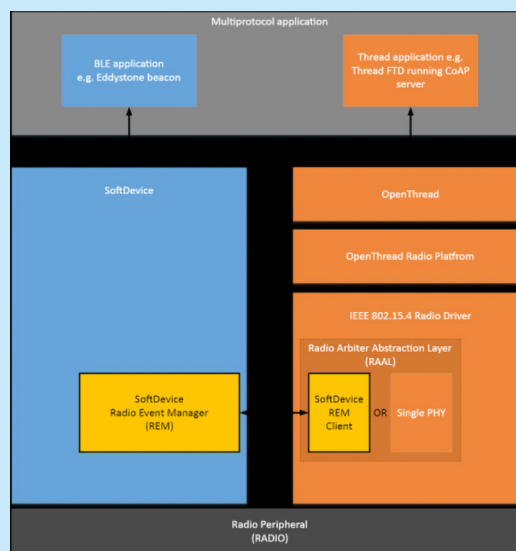 Multiprotocol application
BLE application
e.g. Eddystone beacon
Thread application e.g.
Thread FTD running CoAP
server
SoftDevice
OpenThread
OpenThread Radio Platfrom
IEEE 802.15.4 Radio Driver
Radio Arbiter Abstraction Layer
(RAAL)
SoftDevice
Radio Event Manager
(REM)
SoftDevice
REM
Client
OR
Single PHY
Radio Peripheral
(RADIO)